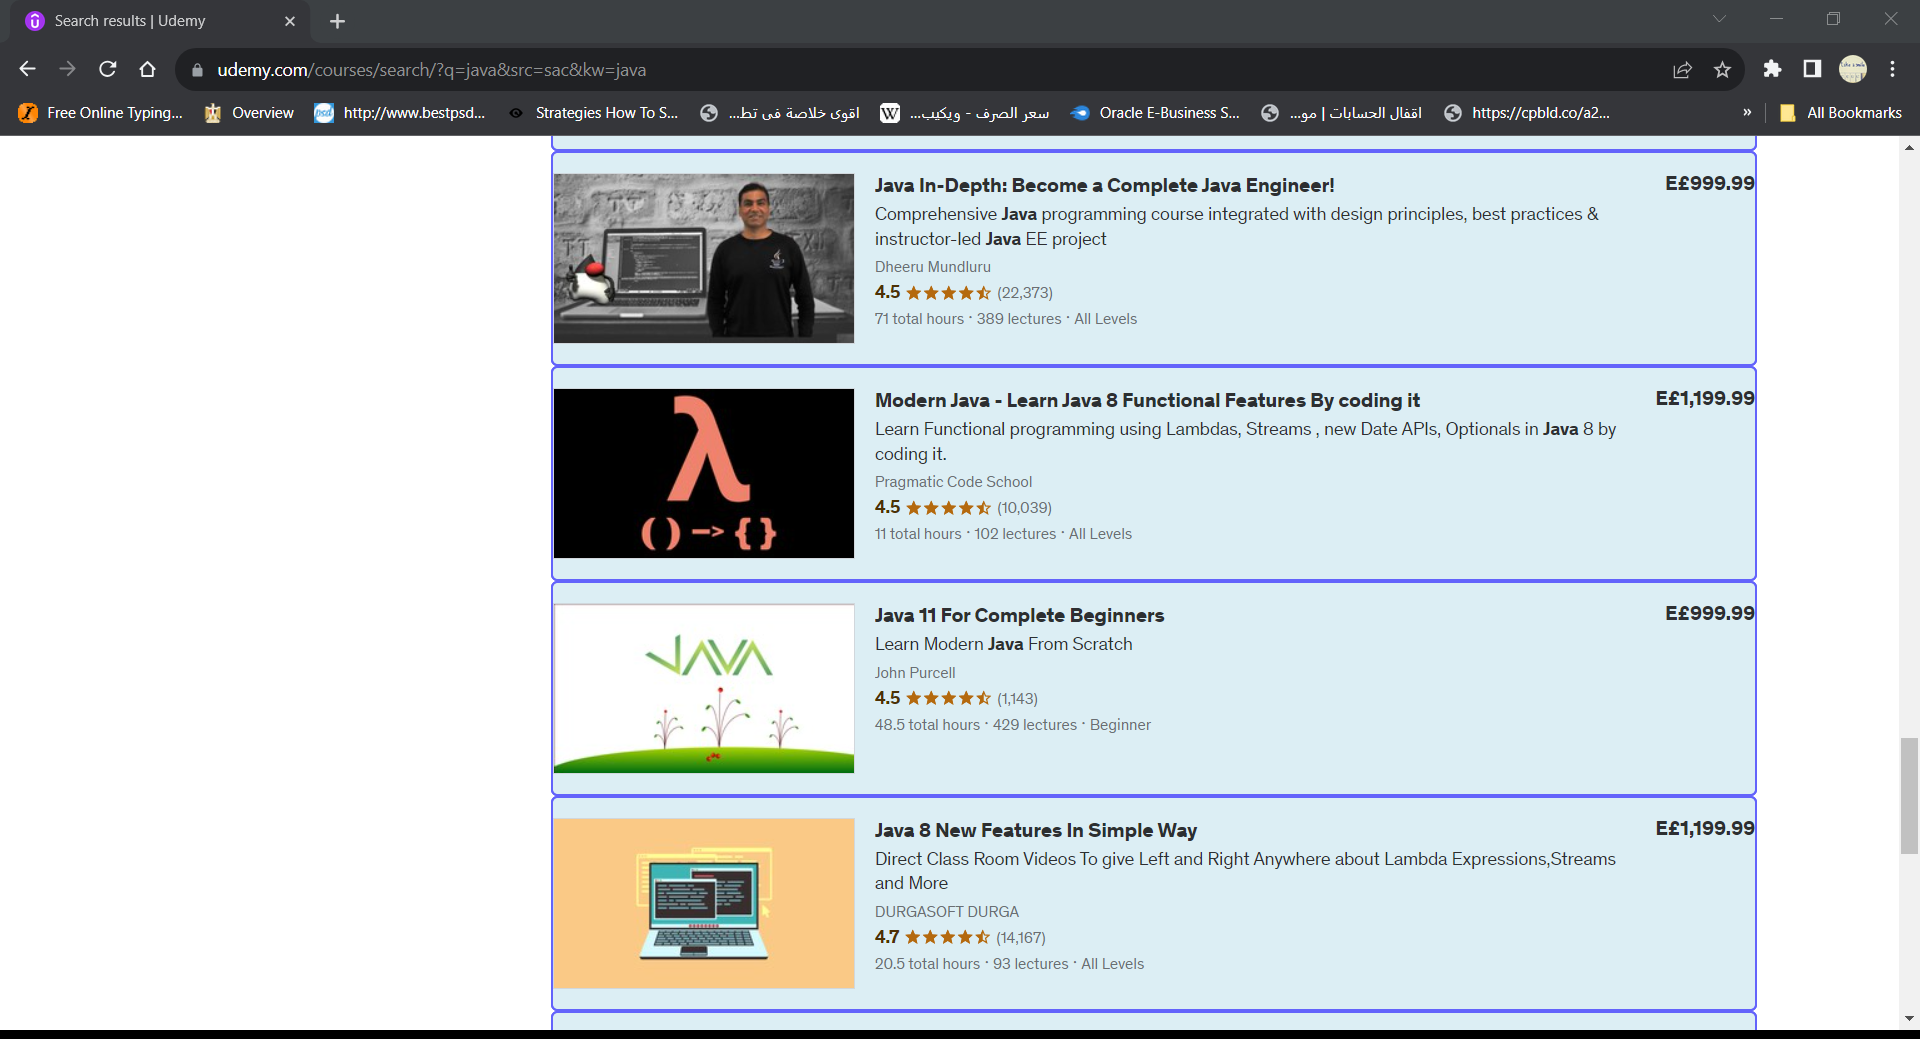 Search results | Udemy
udemy.com/courses/search/?q=java&src=sac&kw=java
Free Online Typing...
Overview
http://www.bestpsd...
Strategies How To S...
اقوى خلاصة فى تط...
سعر الصرف - ويكيب...
Oracle E-Business S...
اقفال الحسابات | مو...
https://cpbld.co/a2...
»
All Bookmarks
Java In-Depth: Become a Complete Java Engineer!
E£999.99
Comprehensive Java programming course integrated with design principles, best practices &
instructor-led Java EE project
Dheeru Mundluru
4.5 (22,373)
71 total hours · 389 lectures · All Levels
λ
( ) -> { }
Modern Java - Learn Java 8 Functional Features By coding it
E£1,199.99
Learn Functional programming using Lambdas, Streams , new Date APIs, Optionals in Java 8 by
coding it.
Pragmatic Code School
4.5 (10,039)
11 total hours · 102 lectures · All Levels
JAVA
Java 11 For Complete Beginners
E£999.99
Learn Modern Java From Scratch
John Purcell
4.5 (1,143)
48.5 total hours · 429 lectures · Beginner
Java 8 New Features In Simple Way
E£1,199.99
Direct Class Room Videos To give Left and Right Anywhere about Lambda Expressions,Streams
and More
DURGASOFT DURGA
4.7 (14,167)
20.5 total hours · 93 lectures · All Levels